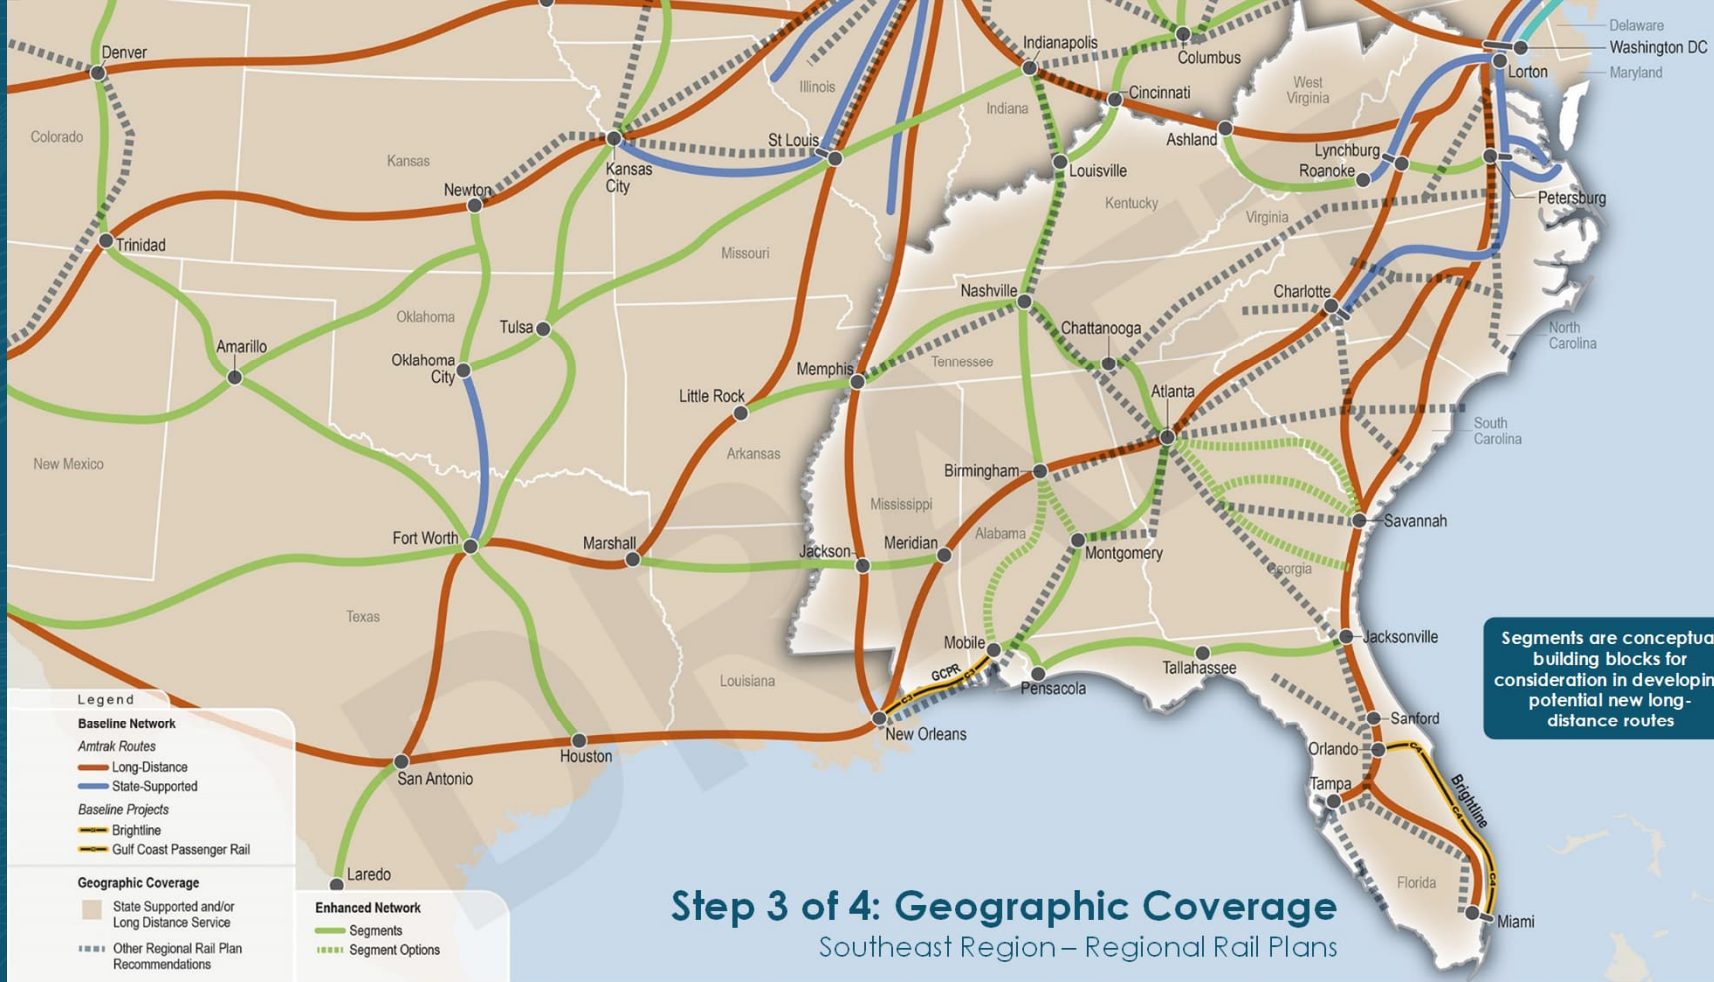 Delaware
Washington DC
Maryland
Lorton
Denver
Indianapolis
Columbus
Illinois
Indiana
Cincinnati
West
Virginia
Colorado
Kansas
St Louis
Ashland
Lynchburg
Roanoke
Kansas
City
Louisville
Newton
Kentucky
Petersburg
Virginia
Trinidad
Missouri
Nashville
Charlotte
Oklahoma
Tulsa
Chattanooga
North
Carolina
Amarillo
Oklahoma
City
Memphis
Tennessee
Little Rock
Atlanta
South
Carolina
New Mexico
Arkansas
Birmingham
Mississippi
Savannah
Alabama
Fort Worth
Marshall
Jackson
Meridian
Montgomery
Georgia
Texas
Mobile
Jacksonville
GCPR
C3
C3
Tallahassee
Louisiana
Pensacola
New Orleans
Sanford
Orlando
C4
Houston
San Antonio
Tampa
Brightline
C4
C4
Laredo
Florida
Miami
DRAFT
Segments are conceptua
building blocks for
consideration in developin
potential new long-
distance routes
Legend
Baseline Network
Amtrak Routes
Long-Distance
State-Supported
Baseline Projects
Brightline
Gulf Coast Passenger Rail
Geographic Coverage
State Supported and/or
Long Distance Service
Other Regional Rail Plan
Recommendations
Enhanced Network
Segments
Segment Options
Step 3 of 4: Geographic Coverage
Southeast Region – Regional Rail Plans